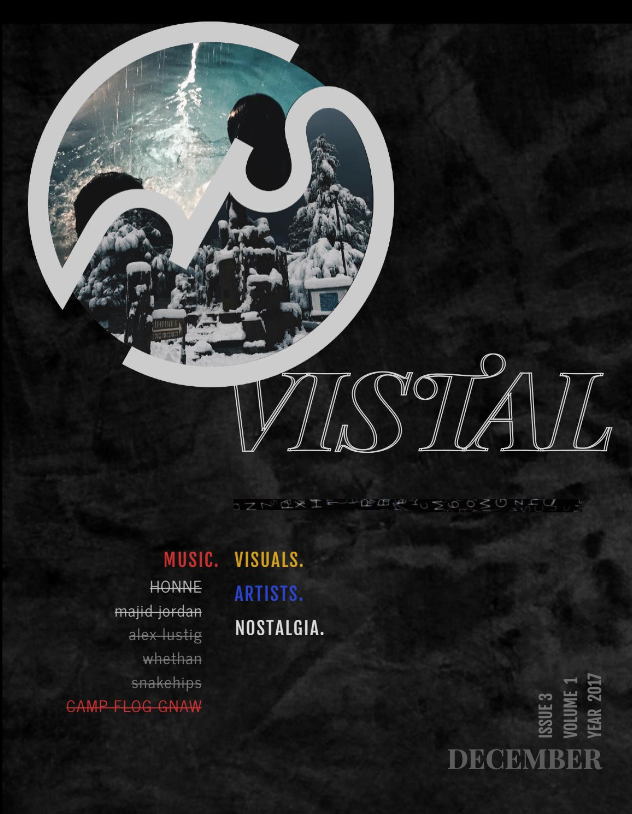 VISTAL
MUSIC.
HONNE
majid jordan
alex lustig
whethan
snakehips
CAMP FLOG GNAW
VISUALS.
ARTISTS.
NOSTALGIA.
ISSUE 3
VOLUME 1
YEAR 2017
DECEMBER